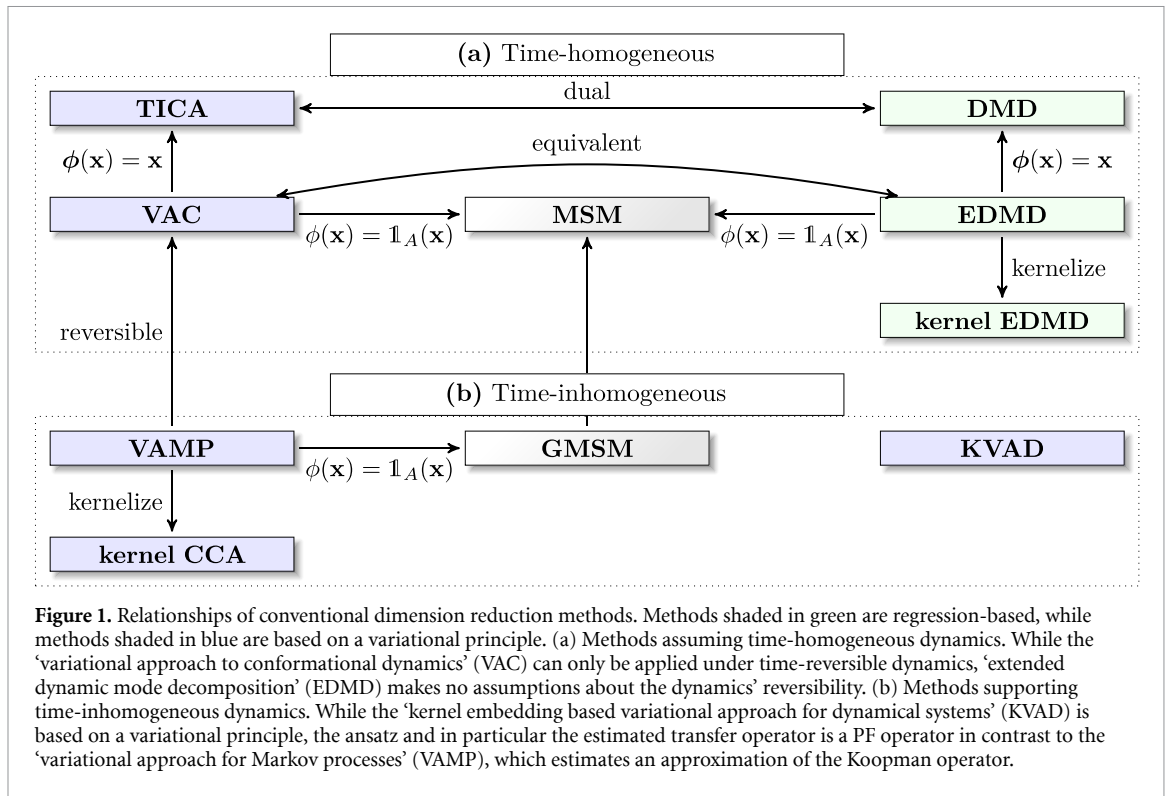 (a) Time-homogeneous
TICA
dual
DMD
ϕ(x) = x
equivalent
ϕ(x) = x
VAC
MSM
EDMD
ϕ(x) = 𝟙_A(x)
ϕ(x) = 𝟙_A(x)
kernelize
kernel EDMD
reversible
(b) Time-inhomogeneous
VAMP
GMSM
KVAD
ϕ(x) = 𝟙_A(x)
kernelize
kernel CCA
Figure 1. Relationships of conventional dimension reduction methods. Methods shaded in green are regression-based, while
methods shaded in blue are based on a variational principle. (a) Methods assuming time-homogeneous dynamics. While the
‘variational approach to conformational dynamics’ (VAC) can only be applied under time-reversible dynamics, ‘extended
dynamic mode decomposition’ (EDMD) makes no assumptions about the dynamics’ reversibility. (b) Methods supporting
time-inhomogeneous dynamics. While the ‘kernel embedding based variational approach for dynamical systems’ (KVAD) is
based on a variational principle, the ansatz and in particular the estimated transfer operator is a PF operator in contrast to the
‘variational approach for Markov processes’ (VAMP), which estimates an approximation of the Koopman operator.